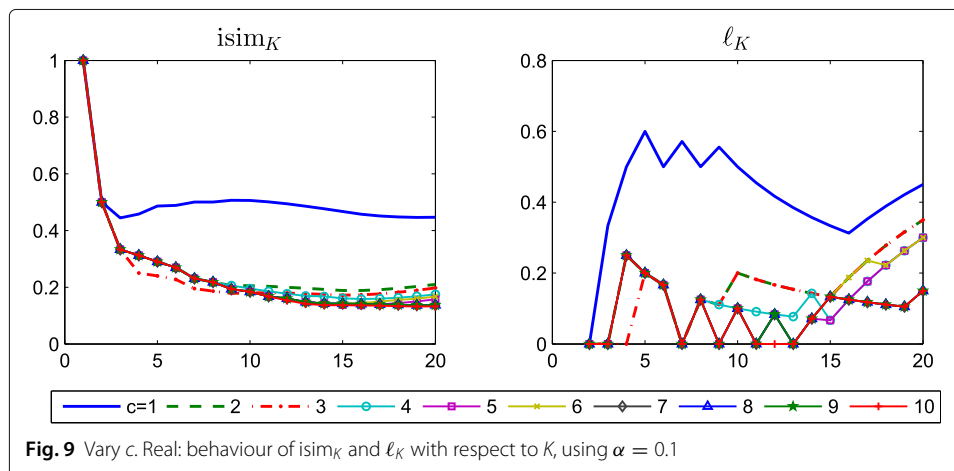 isim_K
ℓ_K
1
0.8
0.6
0.4
0.2
0
0 5 10 15 20
0.8
0.6
0.4
0.2
0
0 5 10 15 20
c=1 2 3 4 5 6 7 8 9 10
Fig. 9 Vary c. Real: behaviour of isim_K and ℓ_K with respect to K, using α = 0.1